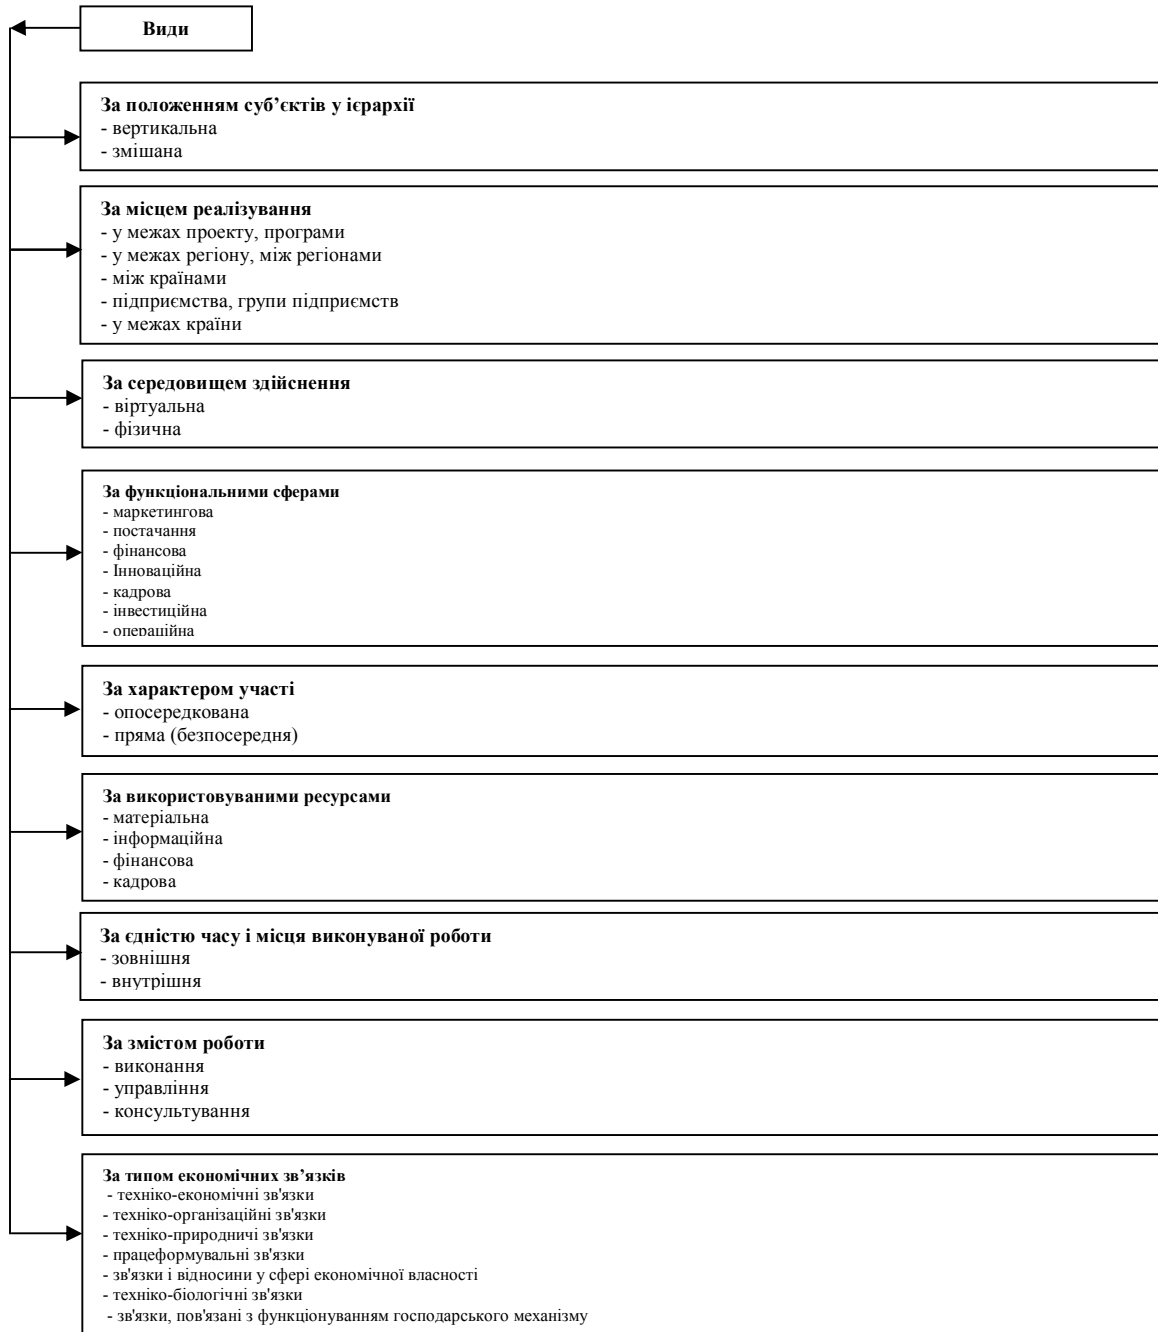 Види
За положенням суб’єктів у ієрархії
- вертикальна
- змішана
За місцем реалізування
- у межах проекту, програми
- у межах регіону, між регіонами
- між країнами
- підприємства, групи підприємств
- у межах країни
За середовищем здійснення
- віртуальна
- фізична
За функціональними сферами
- маркетингова
- постачання
- фінансова
- Інноваційна
- кадрова
- інвестиційна
- операційна
За характером участі
- опосередкована
- пряма (безпосередня)
За використовуваними ресурсами
- матеріальна
- інформаційна
- фінансова
- кадрова
За єдністю часу і місця виконуваної роботи
- зовнішня
- внутрішня
За змістом роботи
- виконання
- управління
- консультування
За типом економічних зв’язків
- техніко-економічні зв'язки
- техніко-організаційні зв'язки
- техніко-природничі зв'язки
- працеформувальні зв'язки
- зв'язки і відносини у сфері економічної власності
- техніко-біологічні зв'язки
- зв'язки, пов'язані з функціонуванням господарського механізму